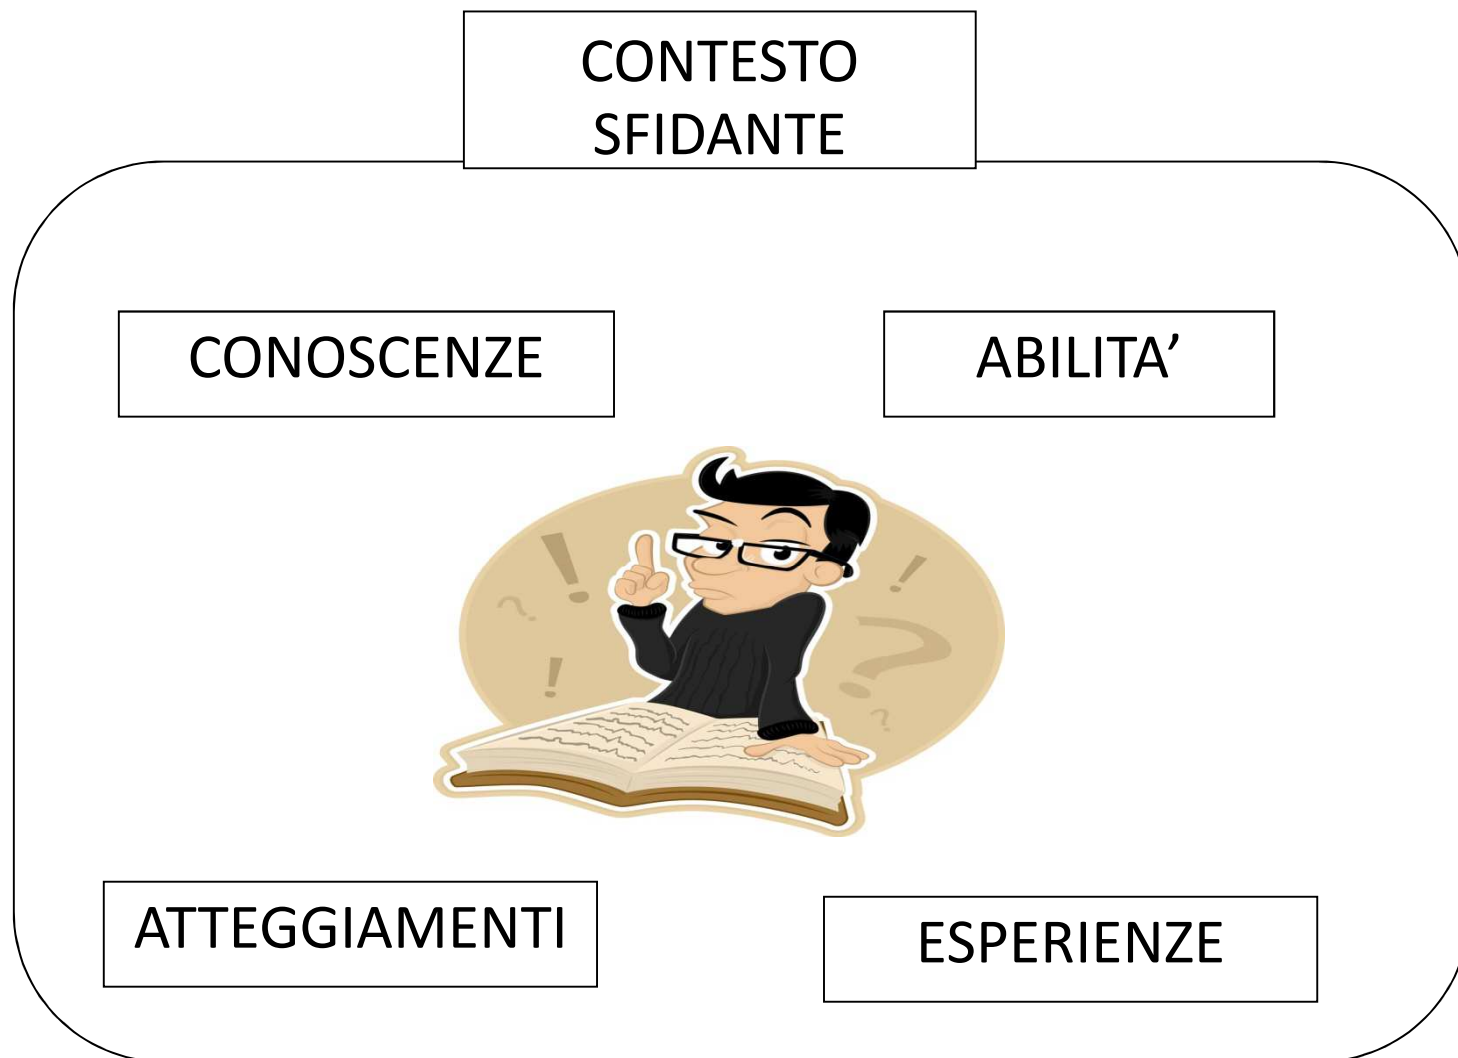 CONTESTO
SFIDANTE
CONOSCENZE
ABILITA’
ATTEGGIAMENTI
ESPERIENZE